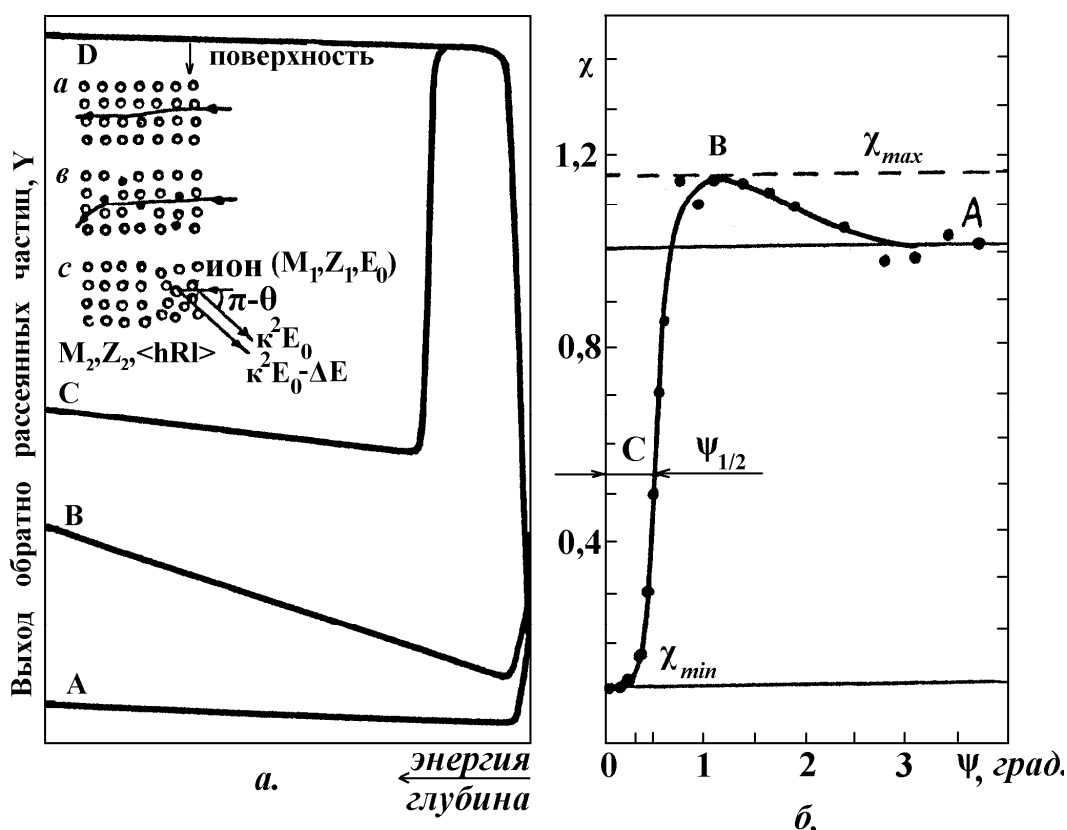 Выход обратно рассеянных частиц, Y
D
поверхность
а
в
с
ион (M₁,Z₁,E₀)
π-θ
к²E₀
к²E₀-ΔE
M₂,Z₂,<hRl>
C
B
A
энергия
глубина
а.
χ
1,2
0,8
0,4
B
χmax
A
C
ψ1/2
χmin
0
1
2
3
ψ, град.
б,